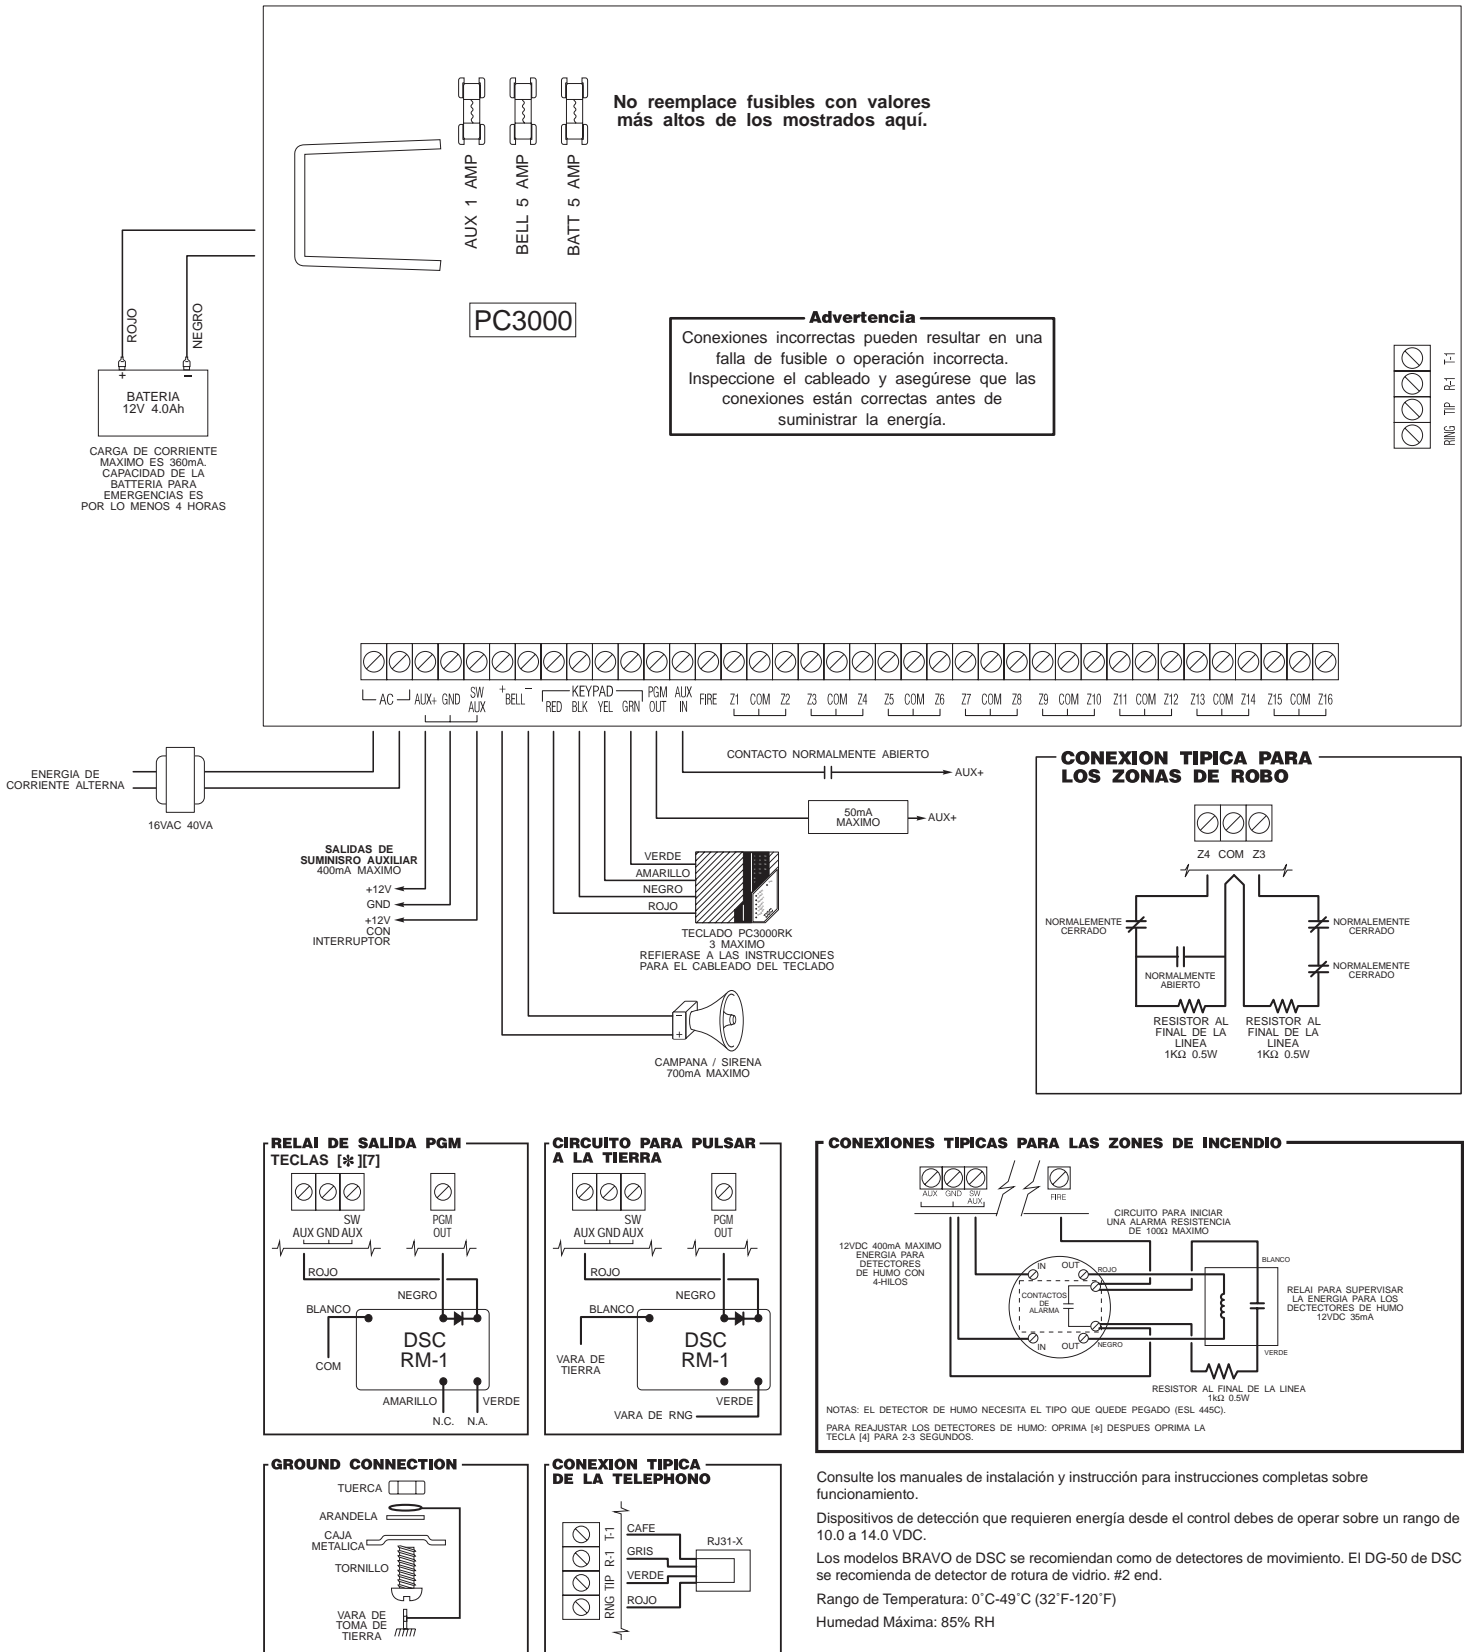 No reemplace fusibles con valores
más altos de los mostrados aquí.
AUX 1 AMP
BELL 5 AMP
BATT 5 AMP
PC3000
Advertencia
Conexiones incorrectas pueden resultar en una
falla de fusible o operación incorrecta.
Inspeccione el cableado y asegúrese que las
conexiones están correctas antes de
suministrar la energía.
ROJO
NEGRO
+ –
BATERIA
12V 4.0Ah
CARGA DE CORRIENTE
MAXIMO ES 360mA.
CAPACIDAD DE LA
BATTERIA PARA
EMERGENCIAS ES
POR LO MENOS 4 HORAS
RING TIP R-1 T-1
AC AUX+ GND SW AUX + BELL – KEYPAD RED BLK YEL GRN PGM OUT AUX IN FIRE Z1 COM Z2 Z3 COM Z4 Z5 COM Z6 Z7 COM Z8 Z9 COM Z10 Z11 COM Z12 Z13 COM Z14 Z15 COM Z16
ENERGIA DE
CORRIENTE ALTERNA
16VAC 40VA
CONTACTO NORMALMENTE ABIERTO
AUX+
50mA
MAXIMO
AUX+
SALIDAS DE
SUMINISRO AUXILIAR
400mA MAXIMO
+12V
GND
+12V
CON
INTERRUPTOR
VERDE
AMARILLO
NEGRO
ROJO
TECLADO PC3000RK
3 MAXIMO
REFIERASE A LAS INSTRUCCIONES
PARA EL CABLEADO DEL TECLADO
–
+
CAMPANA / SIRENA
700mA MAXIMO
CONEXION TIPICA PARA
LOS ZONAS DE ROBO
Z4 COM Z3
NORMALEMENTE
CERRADO
NORMALMENTE
ABIERTO
NORMALEMENTE
CERRADO
NORMALEMENTE
CERRADO
RESISTOR AL
FINAL DE LA
LINEA
1KΩ 0.5W
RESISTOR AL
FINAL DE LA
LINEA
1KΩ 0.5W
RELAI DE SALIDA PGM
TECLAS [✻][7]
SW
AUX GND AUX
PGM
OUT
ROJO
NEGRO
BLANCO
DSC
RM-1
COM
AMARILLO
VERDE
N.C. N.A.
CIRCUITO PARA PULSAR
A LA TIERRA
SW
AUX GND AUX
PGM
OUT
ROJO
NEGRO
BLANCO
DSC
RM-1
VARA DE
TIERRA
VERDE
VARA DE RNG
CONEXIONES TIPICAS PARA LAS ZONES DE INCENDIO
AUX GND SW
AUX
FIRE
CIRCUITO PARA INICIAR
UNA ALARMA RESISTENCIA
DE 100Ω MAXIMO
12VDC 400mA MAXIMO
ENERGIA PARA
DETECTORES
DE HUMO CON
4-HILOS
IN OUT
ROJO
CONTACTOS
DE
ALARMA
IN OUT
NEGRO
BLANCO
RELAI PARA SUPERVISAR
LA ENERGIA PARA LOS
DECTECTORES DE HUMO
12VDC 35mA
VERDE
RESISTOR AL FINAL DE LA LINEA
1kΩ 0.5W
NOTAS: EL DETECTOR DE HUMO NECESITA EL TIPO QUE QUEDE PEGADO (ESL 445C).
PARA REAJUSTAR LOS DETECTORES DE HUMO: OPRIMA [✻] DESPUES OPRIMA LA
TECLA [4] PARA 2-3 SEGUNDOS.
GROUND CONNECTION
TUERCA
ARANDELA
CAJA
METALICA
TORNILLO
VARA DE
TOMA DE
TIERRA
CONEXION TIPICA
DE LA TELEPHONO
RNG TIP R-1 T-1
CAFE
GRIS
VERDE
ROJO
RJ31-X
Consulte los manuales de instalación y instrucción para instrucciones completas sobre
funcionamiento.
Dispositivos de detección que requieren energía desde el control debes de operar sobre un rango de
10.0 a 14.0 VDC.
Los modelos BRAVO de DSC se recomiendan como de detectores de movimiento. El DG-50 de DSC
se recomienda de detector de rotura de vidrio. #2 end.
Rango de Temperatura: 0˚C-49˚C (32˚F-120˚F)
Humedad Máxima: 85% RH